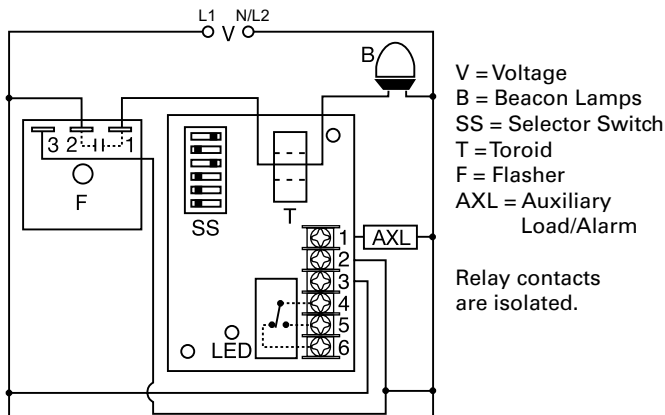 L1 V N/L2
B
3 2 1
F
SS
T
1 AXL
2
3
4
5
6
LED
V = Voltage
B = Beacon Lamps
SS = Selector Switch
T = Toroid
F = Flasher
AXL = Auxiliary
Load/Alarm
Relay contacts
are isolated.